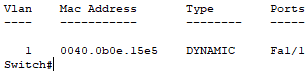 Vlan    Mac Address       Type        Ports
----    -----------       --------    -----
   1    0040.0b0e.15e5    DYNAMIC     Fa1/1
Switch#